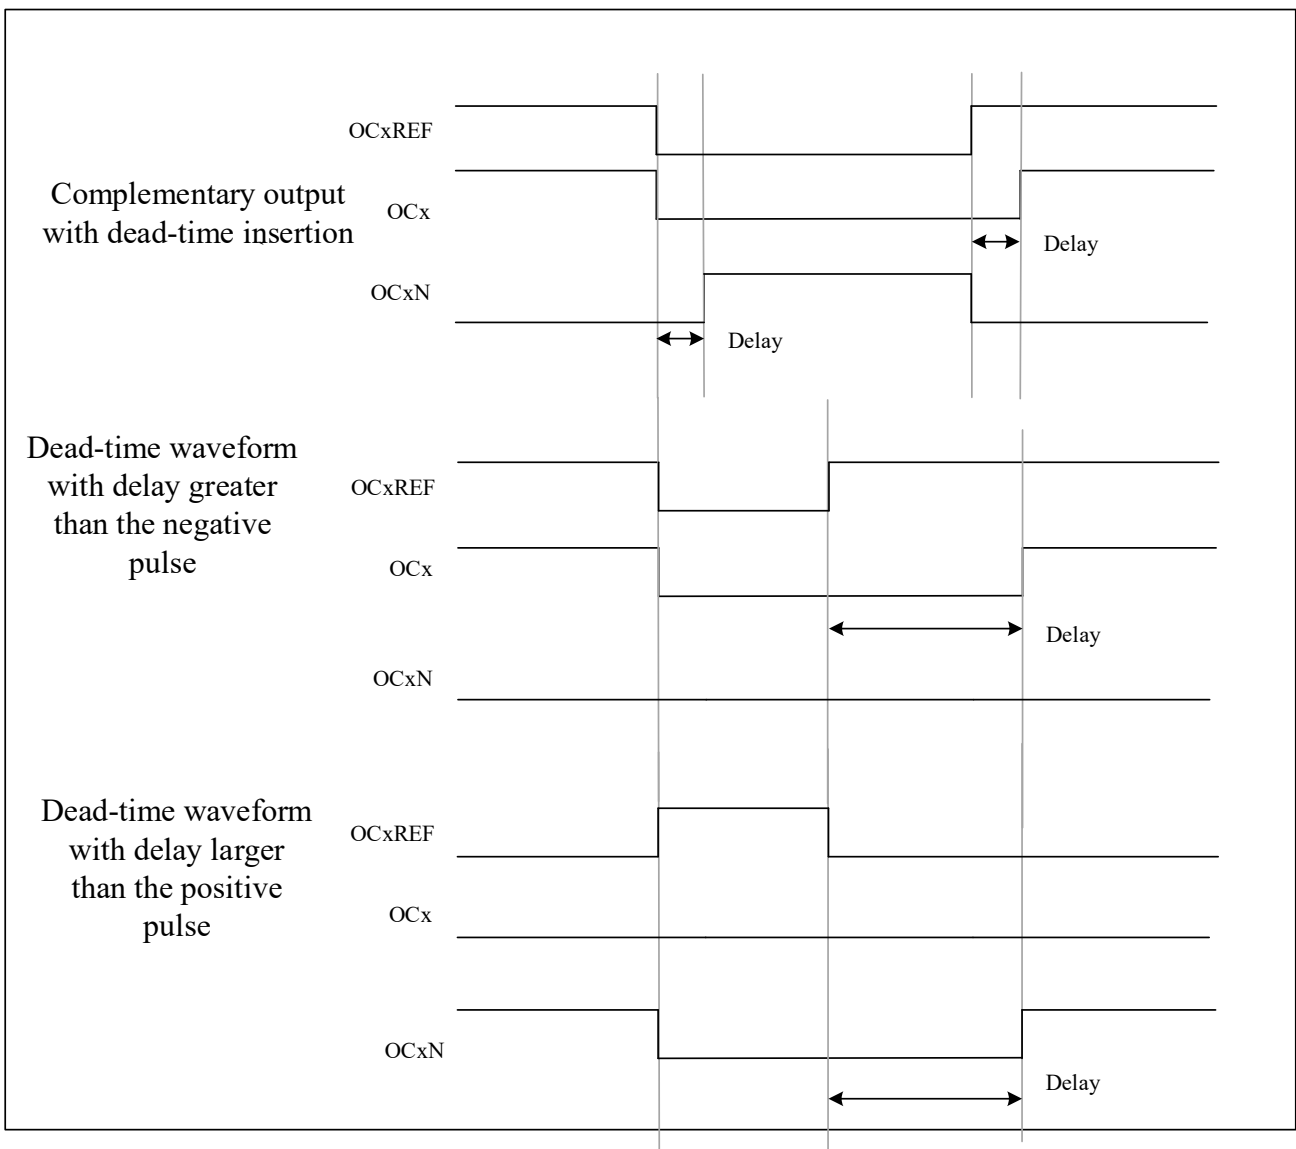 OCxREF
Complementary output
with dead-time insertion
OCx
Delay
OCxN
Delay
Dead-time waveform
with delay greater
than the negative
pulse
OCxREF
OCx
Delay
OCxN
Dead-time waveform
with delay larger
than the positive
pulse
OCxREF
OCx
OCxN
Delay